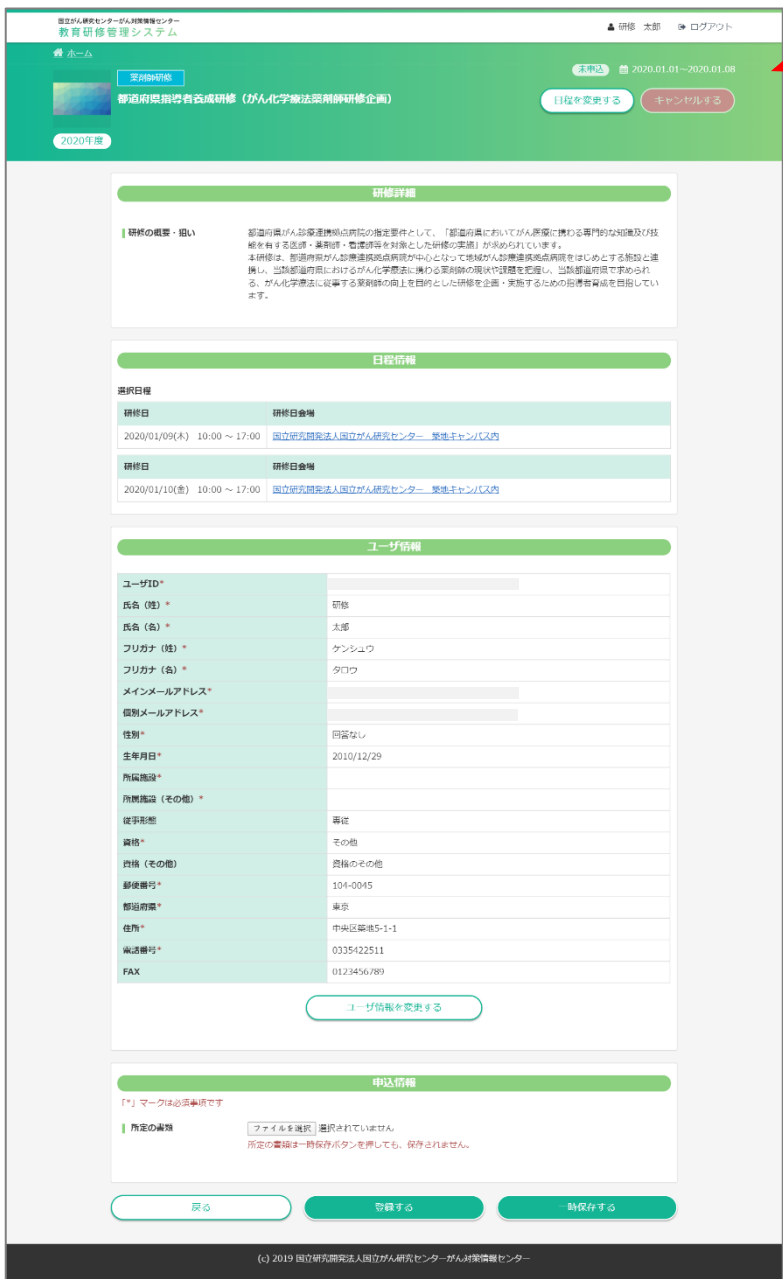 国立がん研究センターがん対策情報センター
教育研修管理システム
研修　太郎
ログアウト
ホーム
未申込
2020.01.01～2020.01.08
薬剤師研修
都道府県指導者養成研修（がん化学療法薬剤師研修企画）
日程を変更する
キャンセルする
2020年度
研修詳細
研修の概要・狙い
都道府県がん診療連携拠点病院の指定要件として、「都道府県においてがん医療に携わる専門的な知識及び技
能を有する医師・薬剤師・看護師等を対象とした研修の実施」が求められています。
本研修は、都道府県がん診療連携拠点病院が中心となって地域がん診療連携拠点病院をはじめとする施設と連
携し、当該都道府県におけるがん化学療法に携わる薬剤師の現状や課題を把握し、当該都道府県で求められ
る、がん化学療法に従事する薬剤師の向上を目的とした研修を企画・実施するための指導者育成を目指してい
ます。
日程情報
選択日程
研修日　研修日会場
2020/01/09(木)　10:00 ～ 17:00　国立研究開発法人国立がん研究センター　築地キャンパス内
研修日　研修日会場
2020/01/10(金)　10:00 ～ 17:00　国立研究開発法人国立がん研究センター　築地キャンパス内
ユーザ情報
ユーザID*
氏名（姓）*　研修
氏名（名）*　太郎
フリガナ（姓）*　ケンシュウ
フリガナ（名）*　タロウ
メインメールアドレス*
個別メールアドレス*
性別*　回答なし
生年月日*　2010/12/29
所属施設*
所属施設（その他）*
従事形態　専従
資格*　その他
資格（その他）　資格のその他
郵便番号*　104-0045
都道府県*　東京
住所*　中央区築地5-1-1
電話番号*　0335422511
FAX　0123456789
ユーザ情報を変更する
申込情報
「*」マークは必須事項です
所定の書類　ファイルを選択　選択されていません
所定の書類は一時保存ボタンを押しても、保存されません。
戻る
登録する
一時保存する
(c) 2019 国立研究開発法人国立がん研究センターがん対策情報センター